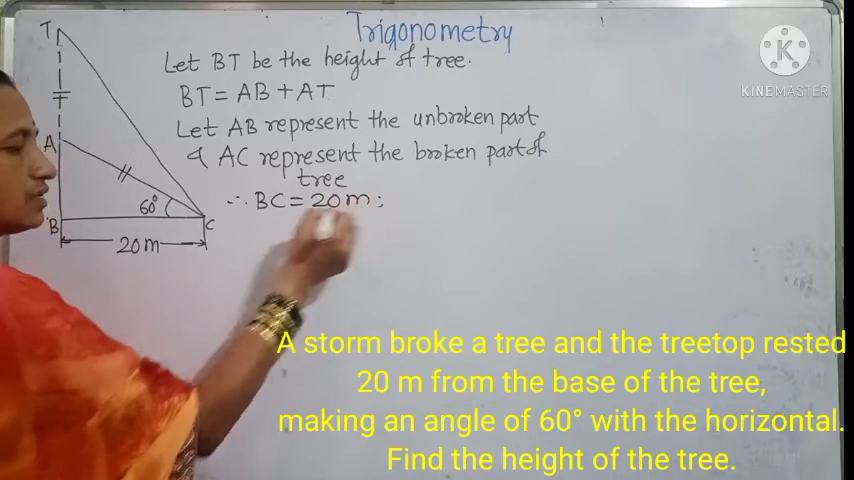 Trigonometry
Let BT be the height of tree.
BT = AB + AT
Let AB represent the unbroken part
& AC represent the broken part of
tree
∴ BC = 20 m ;
T
A
60°
B
C
20 m
K
KINEMASTER
A storm broke a tree and the treetop rested
20 m from the base of the tree,
making an angle of 60° with the horizontal.
Find the height of the tree.